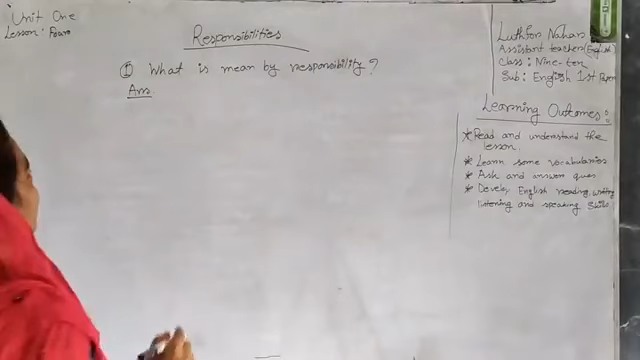 Unit One
Lesson: Four
Responsibilities
① What is mean by responsibility?
Ans.
Luthfor Nahar
Assistant teacher (English)
Class: Nine-ten
Sub: English 1st Paper
Learning Outcomes:
* Read and understand the
lesson.
* Learn some vocabularies
* Ask and answer ques
* Develop English reading, writing
listening and speaking skills.